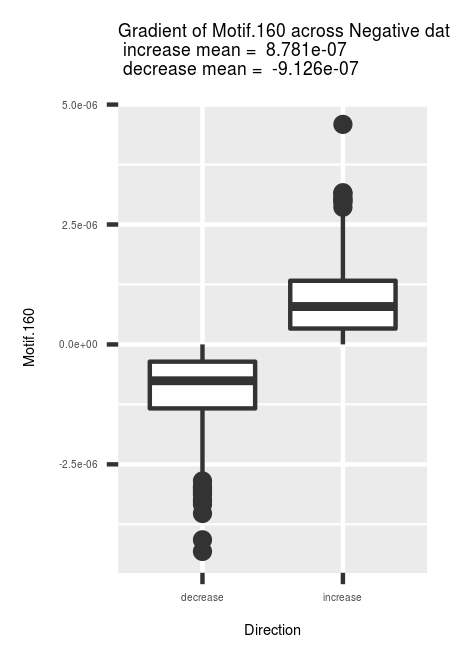 Gradient of Motif.160 across Negative dat
increase mean =  8.781e-07
decrease mean =  -9.126e-07
5.0e-06
2.5e-06
0.0e+00
-2.5e-06
Motif.160
decrease
increase
Direction